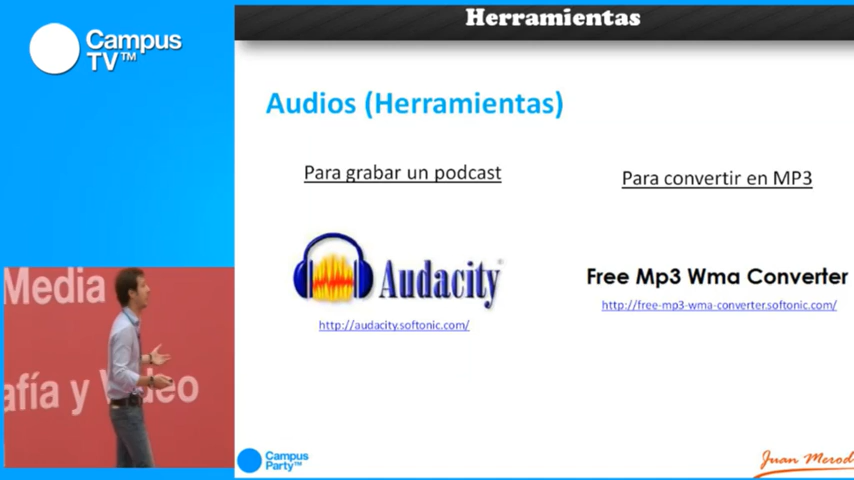 Campus
TV™
Herramientas
Audios (Herramientas)
Para grabar un podcast
Para convertir en MP3
Audacity®
Free Mp3 Wma Converter
http://audacity.softonic.com/
http://free-mp3-wma-converter.softonic.com/
Media
afía y Video
Campus
Party™
Juan Merod